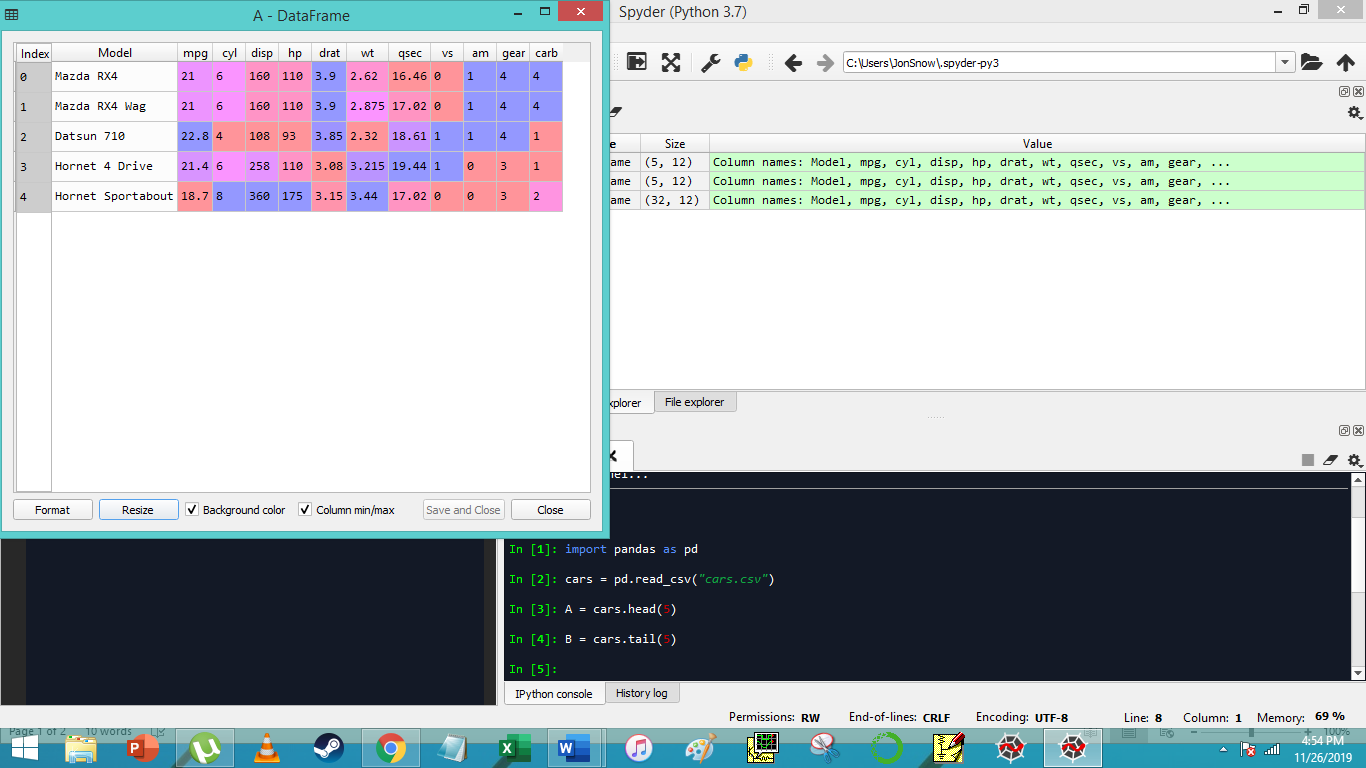 A - DataFrame
Spyder (Python 3.7)
C:\Users\JonSnow\.spyder-py3
Index Model mpg cyl disp hp drat wt qsec vs am gear carb
0 Mazda RX4 21 6 160 110 3.9 2.62 16.46 0 1 4 4
1 Mazda RX4 Wag 21 6 160 110 3.9 2.875 17.02 0 1 4 4
2 Datsun 710 22.8 4 108 93 3.85 2.32 18.61 1 1 4 1
3 Hornet 4 Drive 21.4 6 258 110 3.08 3.215 19.44 1 0 3 1
4 Hornet Sportabout 18.7 8 360 175 3.15 3.44 17.02 0 0 3 2
Format Resize Background color Column min/max Save and Close Close
e Size Value
ame (5, 12) Column names: Model, mpg, cyl, disp, hp, drat, wt, qsec, vs, am, gear, ...
ame (5, 12) Column names: Model, mpg, cyl, disp, hp, drat, wt, qsec, vs, am, gear, ...
ame (32, 12) Column names: Model, mpg, cyl, disp, hp, drat, wt, qsec, vs, am, gear, ...
xplorer File explorer
In [1]: import pandas as pd
In [2]: cars = pd.read_csv("cars.csv")
In [3]: A = cars.head(5)
In [4]: B = cars.tail(5)
In [5]:
IPython console History log
Permissions: RW End-of-lines: CRLF Encoding: UTF-8 Line: 8 Column: 1 Memory: 69 %
Page 1 of 2 10 words 100%
4:54 PM
11/26/2019